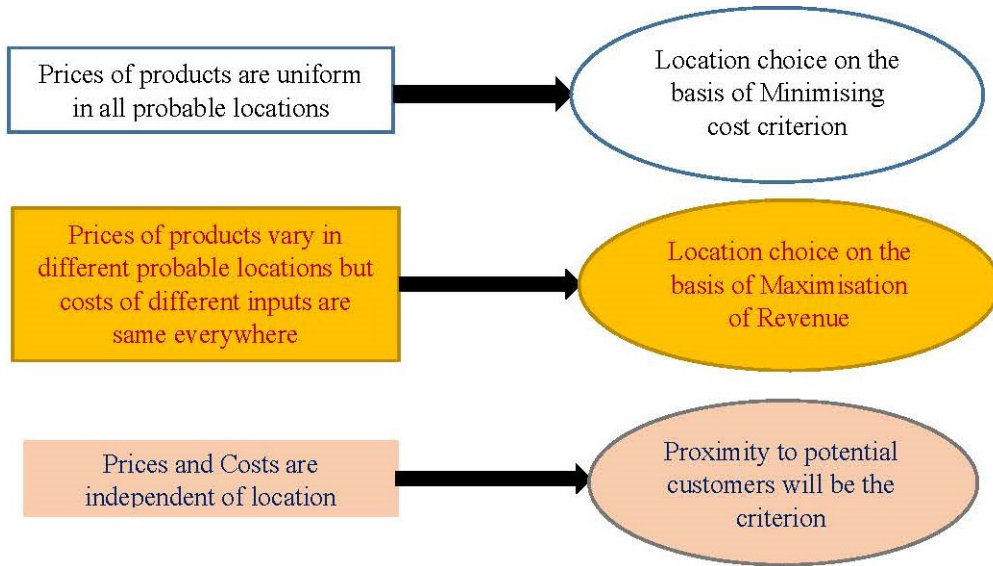 Prices of products are uniform
in all probable locations
Location choice on the
basis of Minimising
cost criterion
Prices of products vary in
different probable locations but
costs of different inputs are
same everywhere
Location choice on the
basis of Maximisation
of Revenue
Prices and Costs are
independent of location
Proximity to potential
customers will be the
criterion